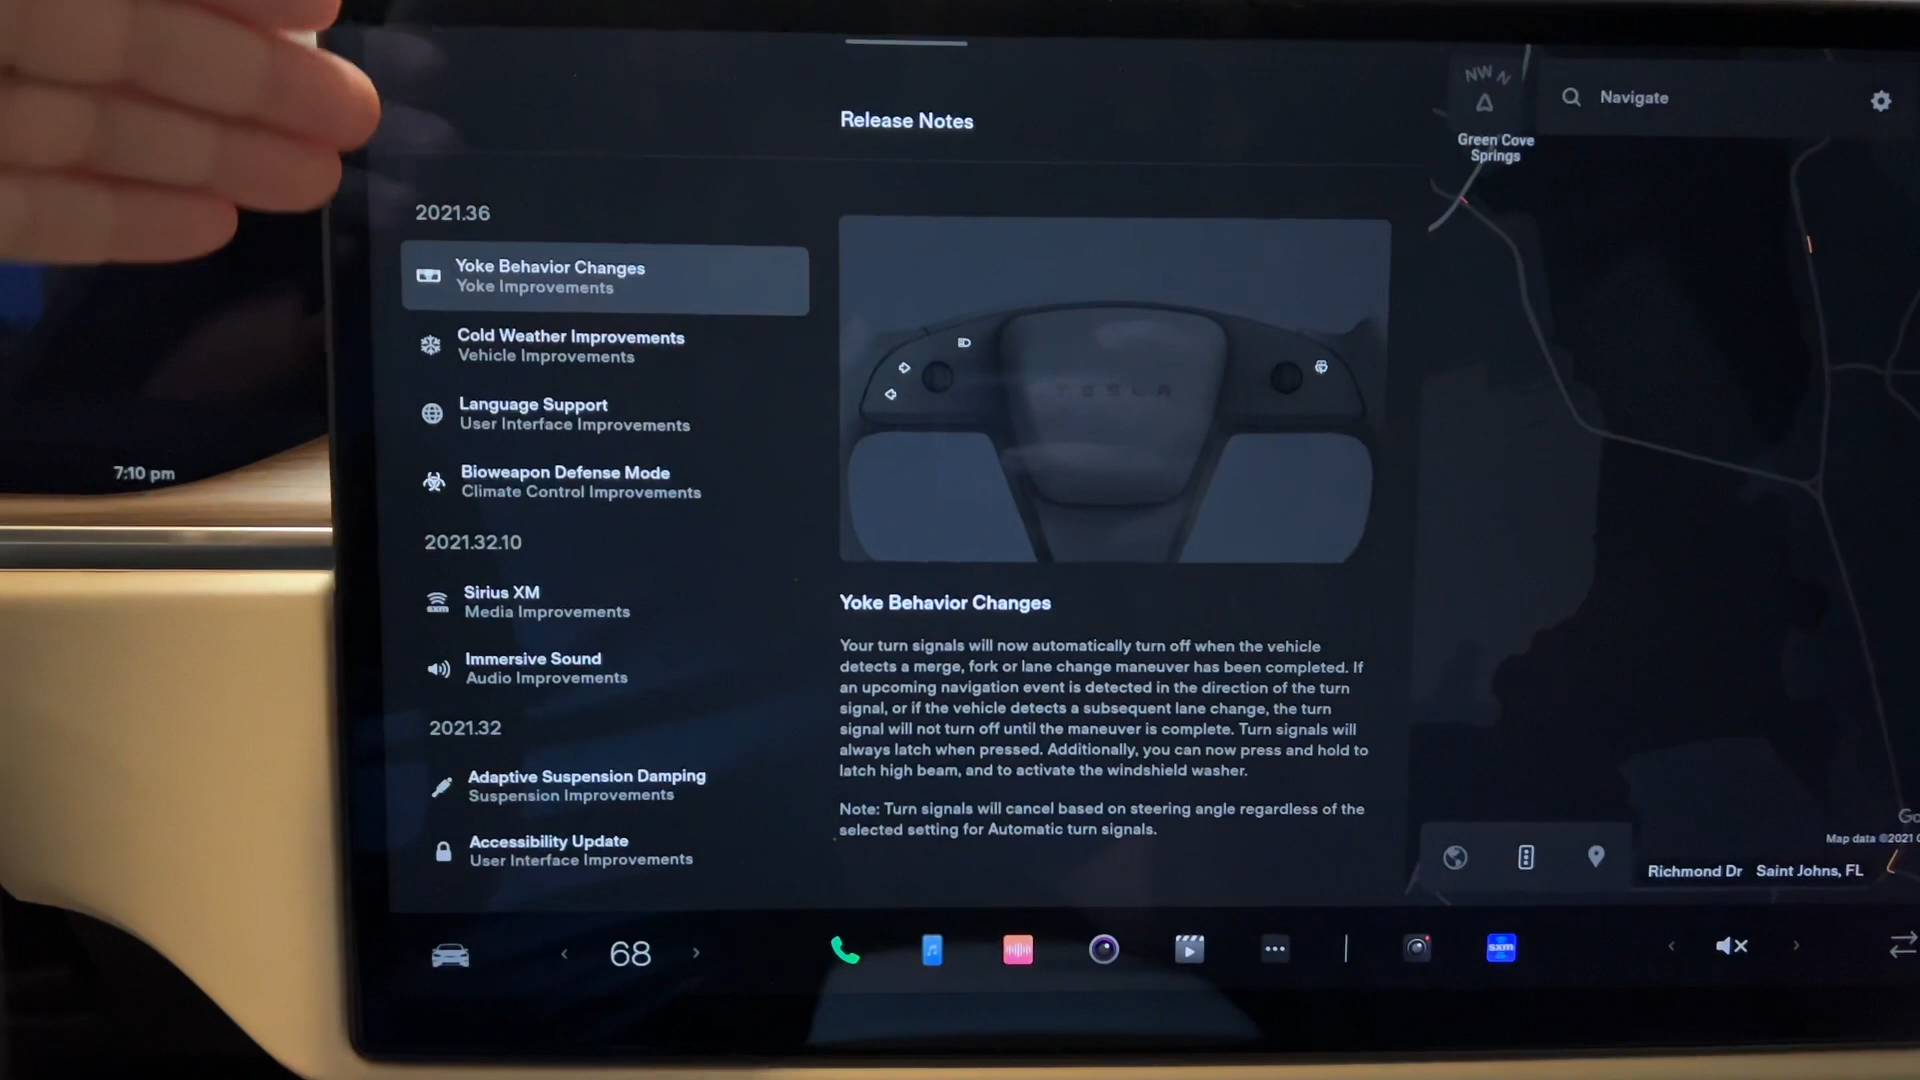 Release Notes
2021.36
Yoke Behavior Changes
Yoke Improvements
Cold Weather Improvements
Vehicle Improvements
Language Support
User Interface Improvements
Bioweapon Defense Mode
Climate Control Improvements
2021.32.10
Sirius XM
Media Improvements
Immersive Sound
Audio Improvements
2021.32
Adaptive Suspension Damping
Suspension Improvements
Accessibility Update
User Interface Improvements
TESLA
Yoke Behavior Changes
Your turn signals will now automatically turn off when the vehicle
detects a merge, fork or lane change maneuver has been completed. If
an upcoming navigation event is detected in the direction of the turn
signal, or if the vehicle detects a subsequent lane change, the turn
signal will not turn off until the maneuver is complete. Turn signals will
always latch when pressed. Additionally, you can now press and hold to
latch high beam, and to activate the windshield washer.
Note: Turn signals will cancel based on steering angle regardless of the
selected setting for Automatic turn signals.
NW N
Navigate
Green Cove
Springs
Map data ©2021
Richmond Dr Saint Johns, FL
7:10 pm
68
sxm